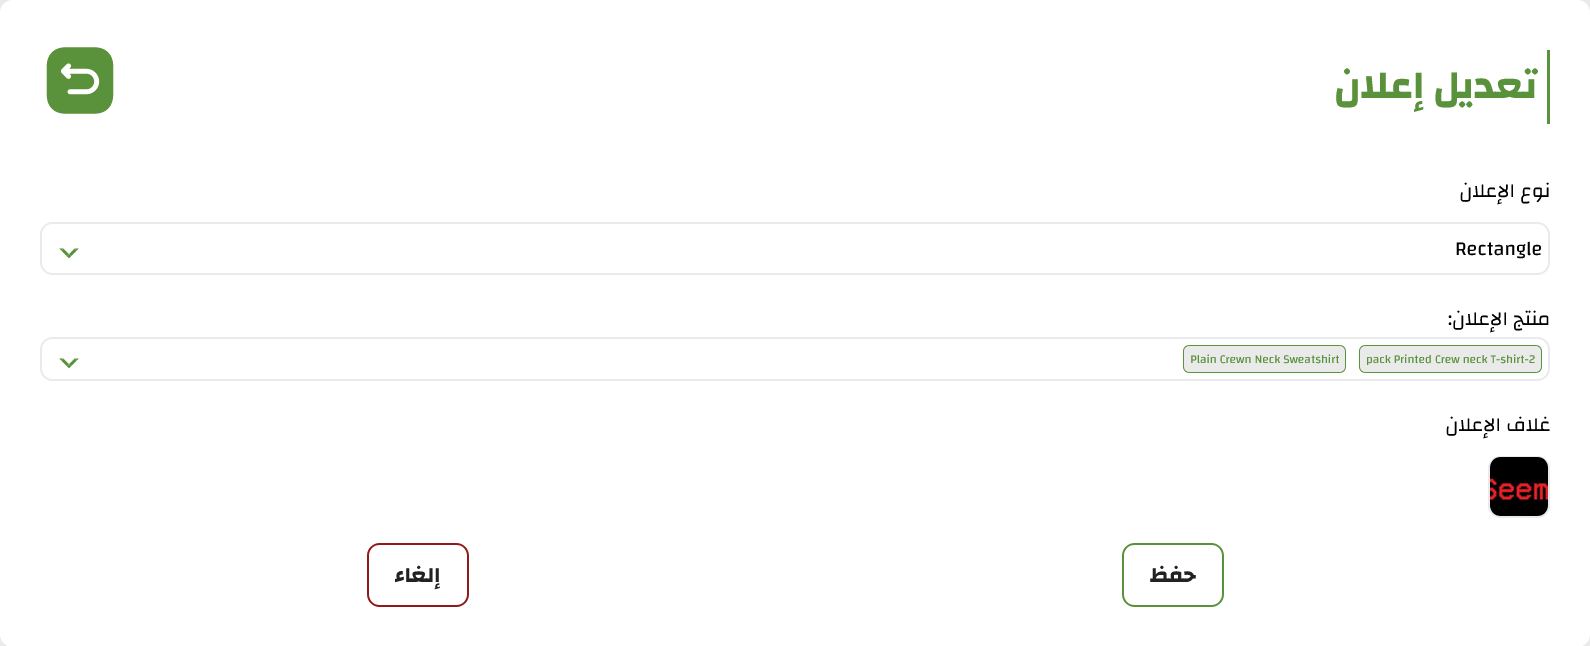 تعديل إعلان
نوع الإعلان
Rectangle
منتج الإعلان:
pack Printed Crew neck T-shirt-2
Plain Crewn Neck Sweatshirt
غلاف الإعلان
Seem
حفظ
إلغاء